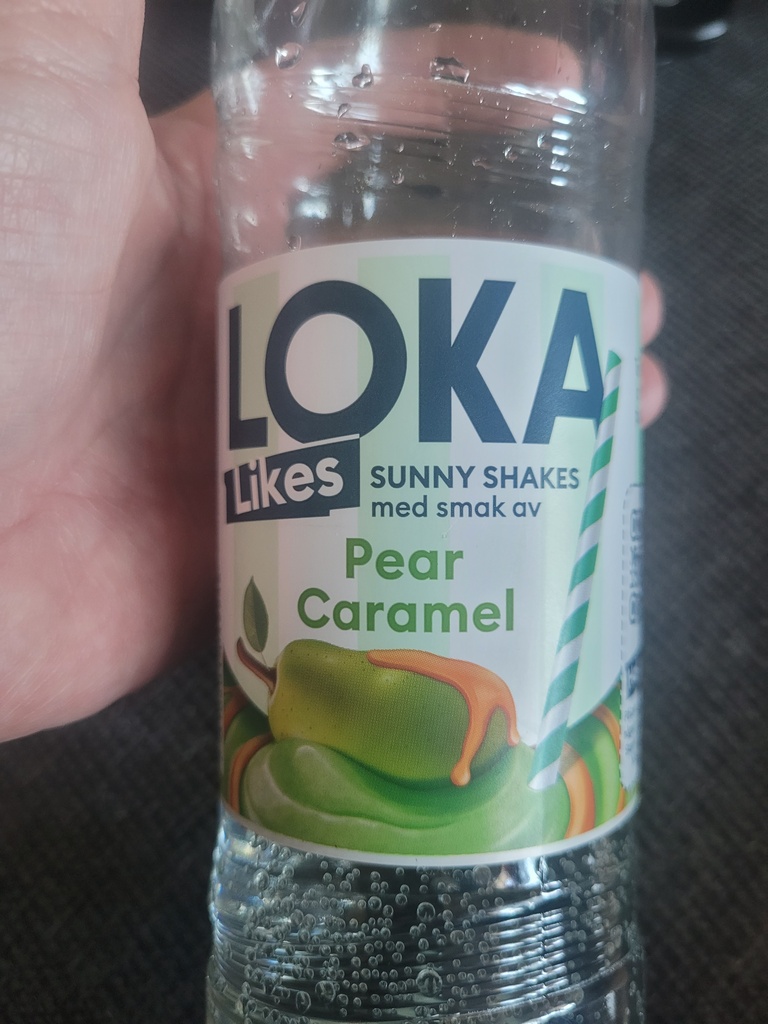 LOKA
Likes
SUNNY SHAKES
med smak av
Pear
Caramel